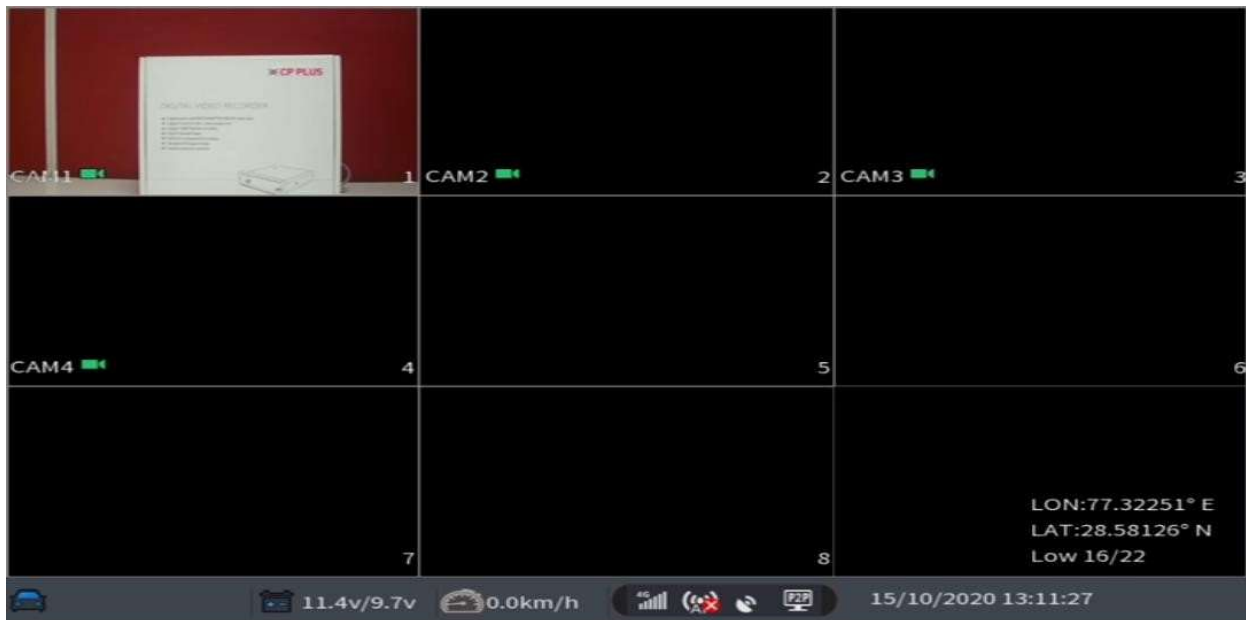 CP PLUS
DIGITAL VIDEO RECORDER
CAM1 1
CAM2 2
CAM3 3
CAM4 4
5
6
7
8
LON:77.32251° E
LAT:28.58126° N
Low 16/22
11.4v/9.7v
0.0km/h
4G
A
P2P
15/10/2020 13:11:27